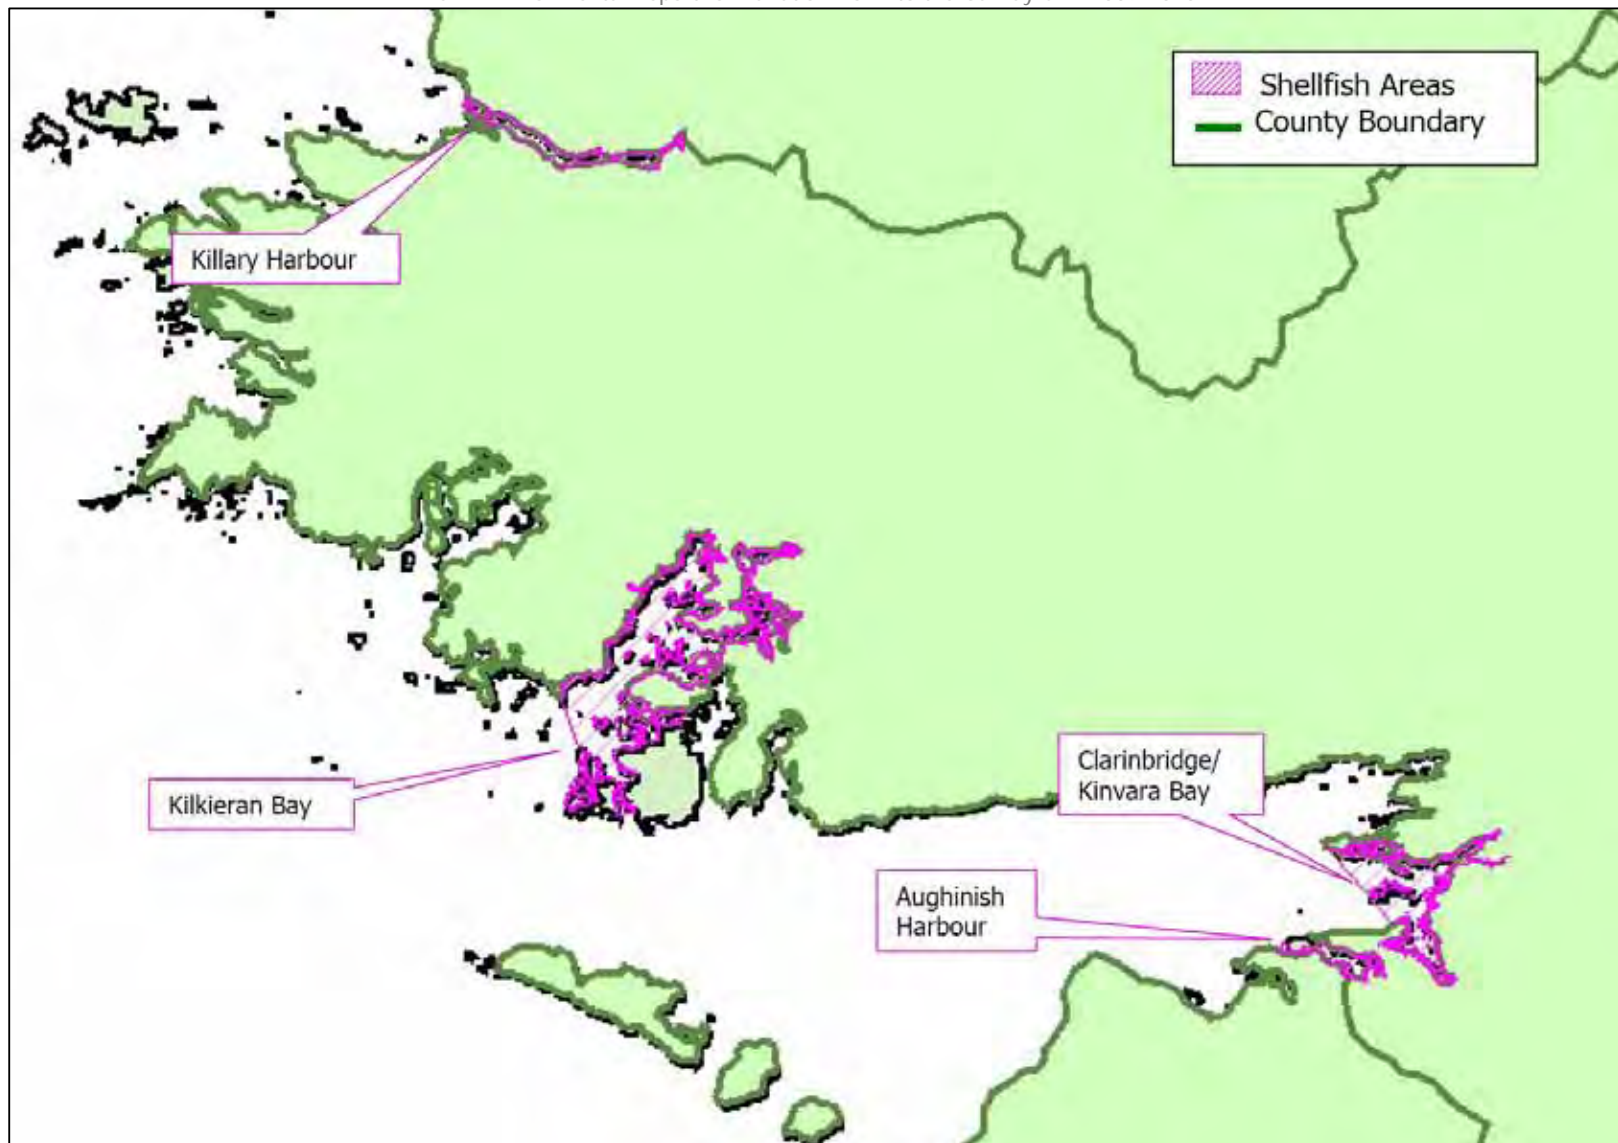 Shellfish Areas
County Boundary
Killary Harbour
Kilkieran Bay
Clarinbridge/
Kinvara Bay
Aughinish
Harbour